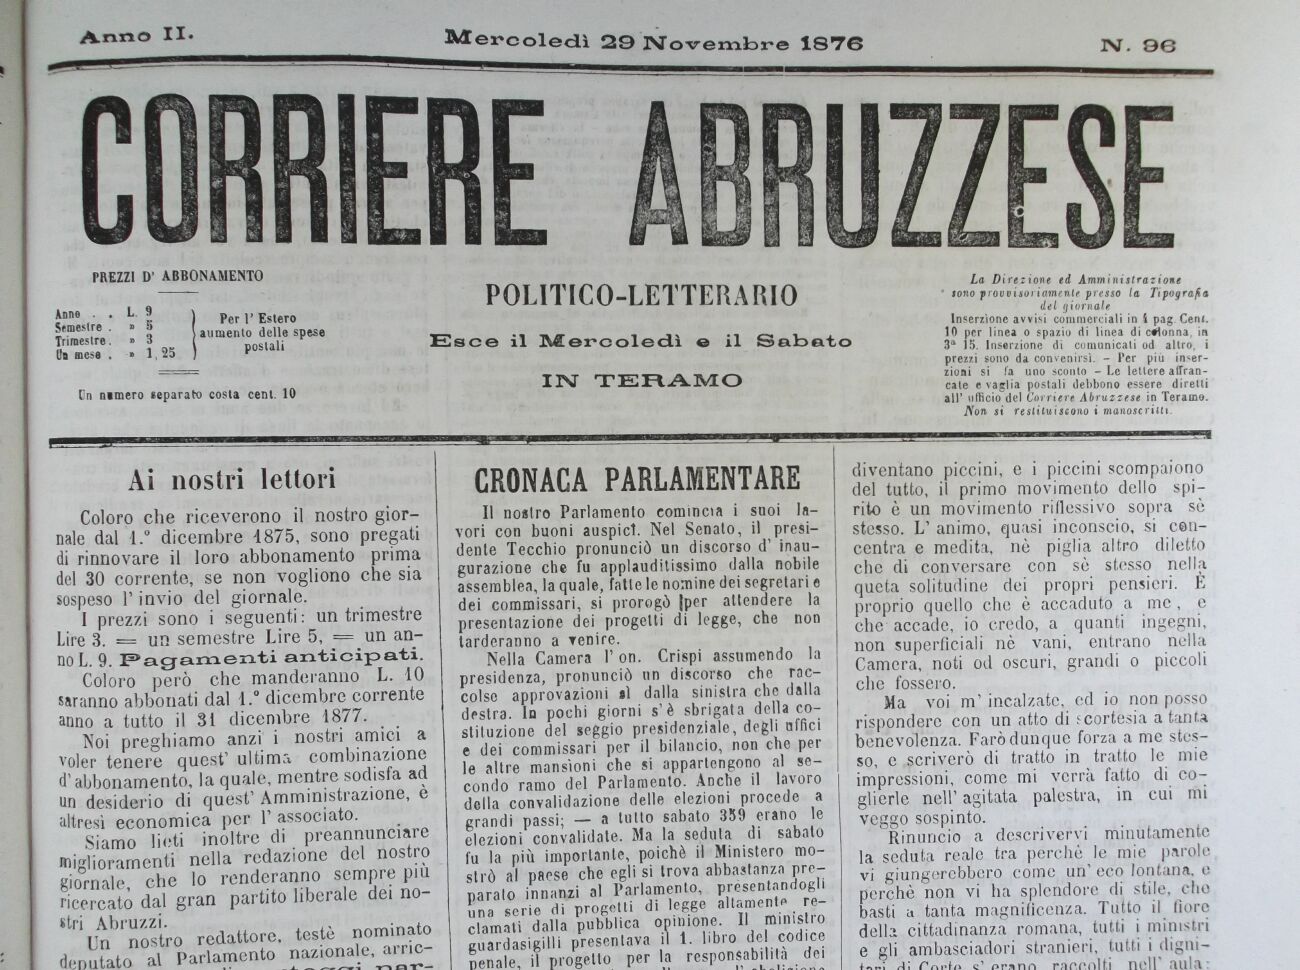 Anno II.
Mercoledì 29 Novembre 1876
N. 96
CORRIERE ABRUZZESE
PREZZI D' ABBONAMENTO
Anno . . L. 9
Semestre . » 5
Trimestre . » 3
Un mese . » 1,25
Per l' Estero
aumento delle spese
postali
Un numero separato costa cent. 10
POLITICO-LETTERARIO
Esce il Mercoledì e il Sabato
IN TERAMO
La Direzione ed Amministrazione
sono provvisoriamente presso la Tipografia
del giornale
Inserzione avvisi commerciali in 4 pag. Cent.
10 per linea o spazio di linea di colonna, in
3ª 15. Inserzione di comunicati od altro, i
prezzi sono da convenirsi. – Per più inser-
zioni si fa uno sconto – Le lettere affran-
cate e vaglia postali debbono essere diretti
all' ufficio del Corriere Abruzzese in Teramo.
Non si restituiscono i manoscritti.
Ai nostri lettori
Coloro che riceverono il nostro gior-
nale dal 1.° dicembre 1875, sono pregati
di rinnovare il loro abbonamento prima
del 30 corrente, se non vogliono che sia
sospeso l' invio del giornale.
I prezzi sono i seguenti: un trimestre
Lire 3. = un semestre Lire 5, = un an-
no L. 9. Pagamenti anticipati.
Coloro però che manderanno L. 10
saranno abbonati dal 1.° dicembre corrente
anno a tutto il 31 dicembre 1877.
Noi preghiamo anzi i nostri amici a
voler tenere quest' ultima combinazione
d' abbonamento, la quale, mentre sodisfa ad
un desiderio di quest' Amministrazione, è
altresì economica per l' associato.
Siamo lieti inoltre di preannunciare
miglioramenti nella redazione del nostro
giornale, che lo renderanno sempre più
ricercato dal gran partito liberale dei no-
stri Abruzzi.
Un nostro redattore, testè nominato
deputato al Parlamento nazionale, arric-
CRONACA PARLAMENTARE
Il nostro Parlamento comincia i suoi la-
vori con buoni auspicî. Nel Senato, il presi-
dente Tecchio pronunciò un discorso d' inau-
gurazione che fu applauditissimo dalla nobile
assemblea, la quale, fatte le nomine dei segretari e
dei commissari, si prorogò per attendere la
presentazione dei progetti di legge, che non
tarderanno a venire.
Nella Camera l' on. Crispi assumendo la
presidenza, pronunciò un discorso che rac-
colse approvazioni sì dalla sinistra che dalla
destra. In pochi giorni s' è sbrigata della co-
stituzione del seggio presidenziale, degli uffici
e dei commissari per il bilancio, non che per
le altre mansioni che si appartengono al se-
condo ramo del Parlamento. Anche il lavoro
della convalidazione delle elezioni procede a
grandi passi; — a tutto sabato 359 erano le
elezioni convalidate. Ma la seduta di sabato
fu la più importante, poichè il Ministero mo-
strò al paese che egli si trova abbastanza pre-
parato innanzi al Parlamento, presentandogli
una serie di progetti di legge altamente re-
clamati dalla pubblica opinione. Il ministro
guardasigilli presentava il 1. libro del codice
penale, il progetto per la responsabilità dei
diventano piccini, e i piccini scompaiono
del tutto, il primo movimento dello spi-
rito è un movimento riflessivo sopra sè
stesso. L' animo, quasi inconscio, si con-
centra e medita, nè piglia altro diletto
che di conversare con sè stesso nella
queta solitudine dei propri pensieri. È
proprio quello che è accaduto a me, e
che accade, io credo, a quanti ingegni,
non superficiali nè vani, entrano nella
Camera, noti od oscuri, grandi o piccoli
che fossero.
Ma voi m' incalzate, ed io non posso
rispondere con un atto di scortesia a tanta
benevolenza. Farò dunque forza a me stes-
so, e scriverò di tratto in tratto le mie
impressioni, come mi verrà fatto di co-
glierle nell' agitata palestra, in cui mi
veggo sospinto.
Rinuncio a descrivervi minutamente
la seduta reale tra perchè le mie parole
vi giungerebbero come un' eco lontana, e
perchè non vi ha splendore di stile, che
basti a tanta magnificenza. Tutto il fiore
della cittadinanza romana, tutti i ministri
e gli ambasciadori stranieri, tutti i digni-
tari di Corte s' erano raccolti nell' aula: